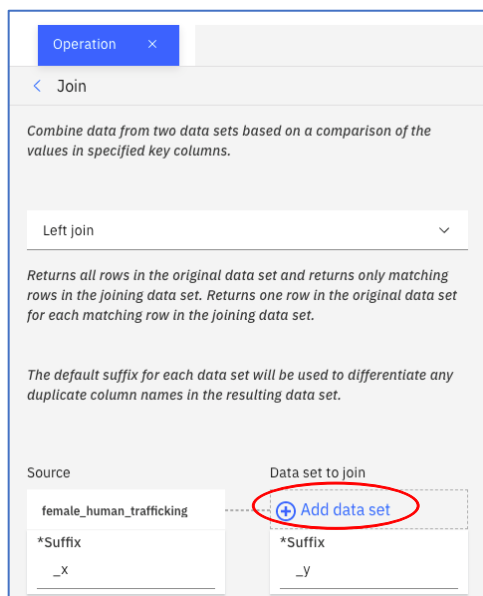 Operation ×
Join
Combine data from two data sets based on a comparison of the
values in specified key columns.
Left join
Returns all rows in the original data set and returns only matching
rows in the joining data set. Returns one row in the original data set
for each matching row in the joining data set.
The default suffix for each data set will be used to differentiate any
duplicate column names in the resulting data set.
Source
Data set to join
female_human_trafficking
Add data set
*Suffix
*Suffix
_x
_y